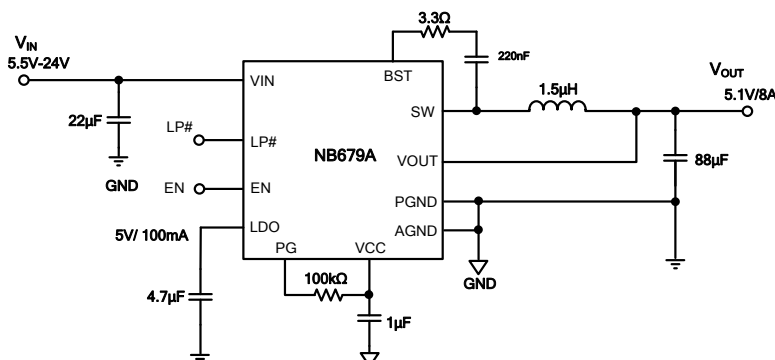 3.3Ω
VIN
5.5V-24V
BST
220nF
VIN
1.5µH
VOUT
5.1V/8A
SW
22µF
LP#
LP#
NB679A
VOUT
88µF
GND
EN
EN
PGND
LDO
AGND
5V/ 100mA
PG
VCC
GND
100kΩ
4.7µF
1µF